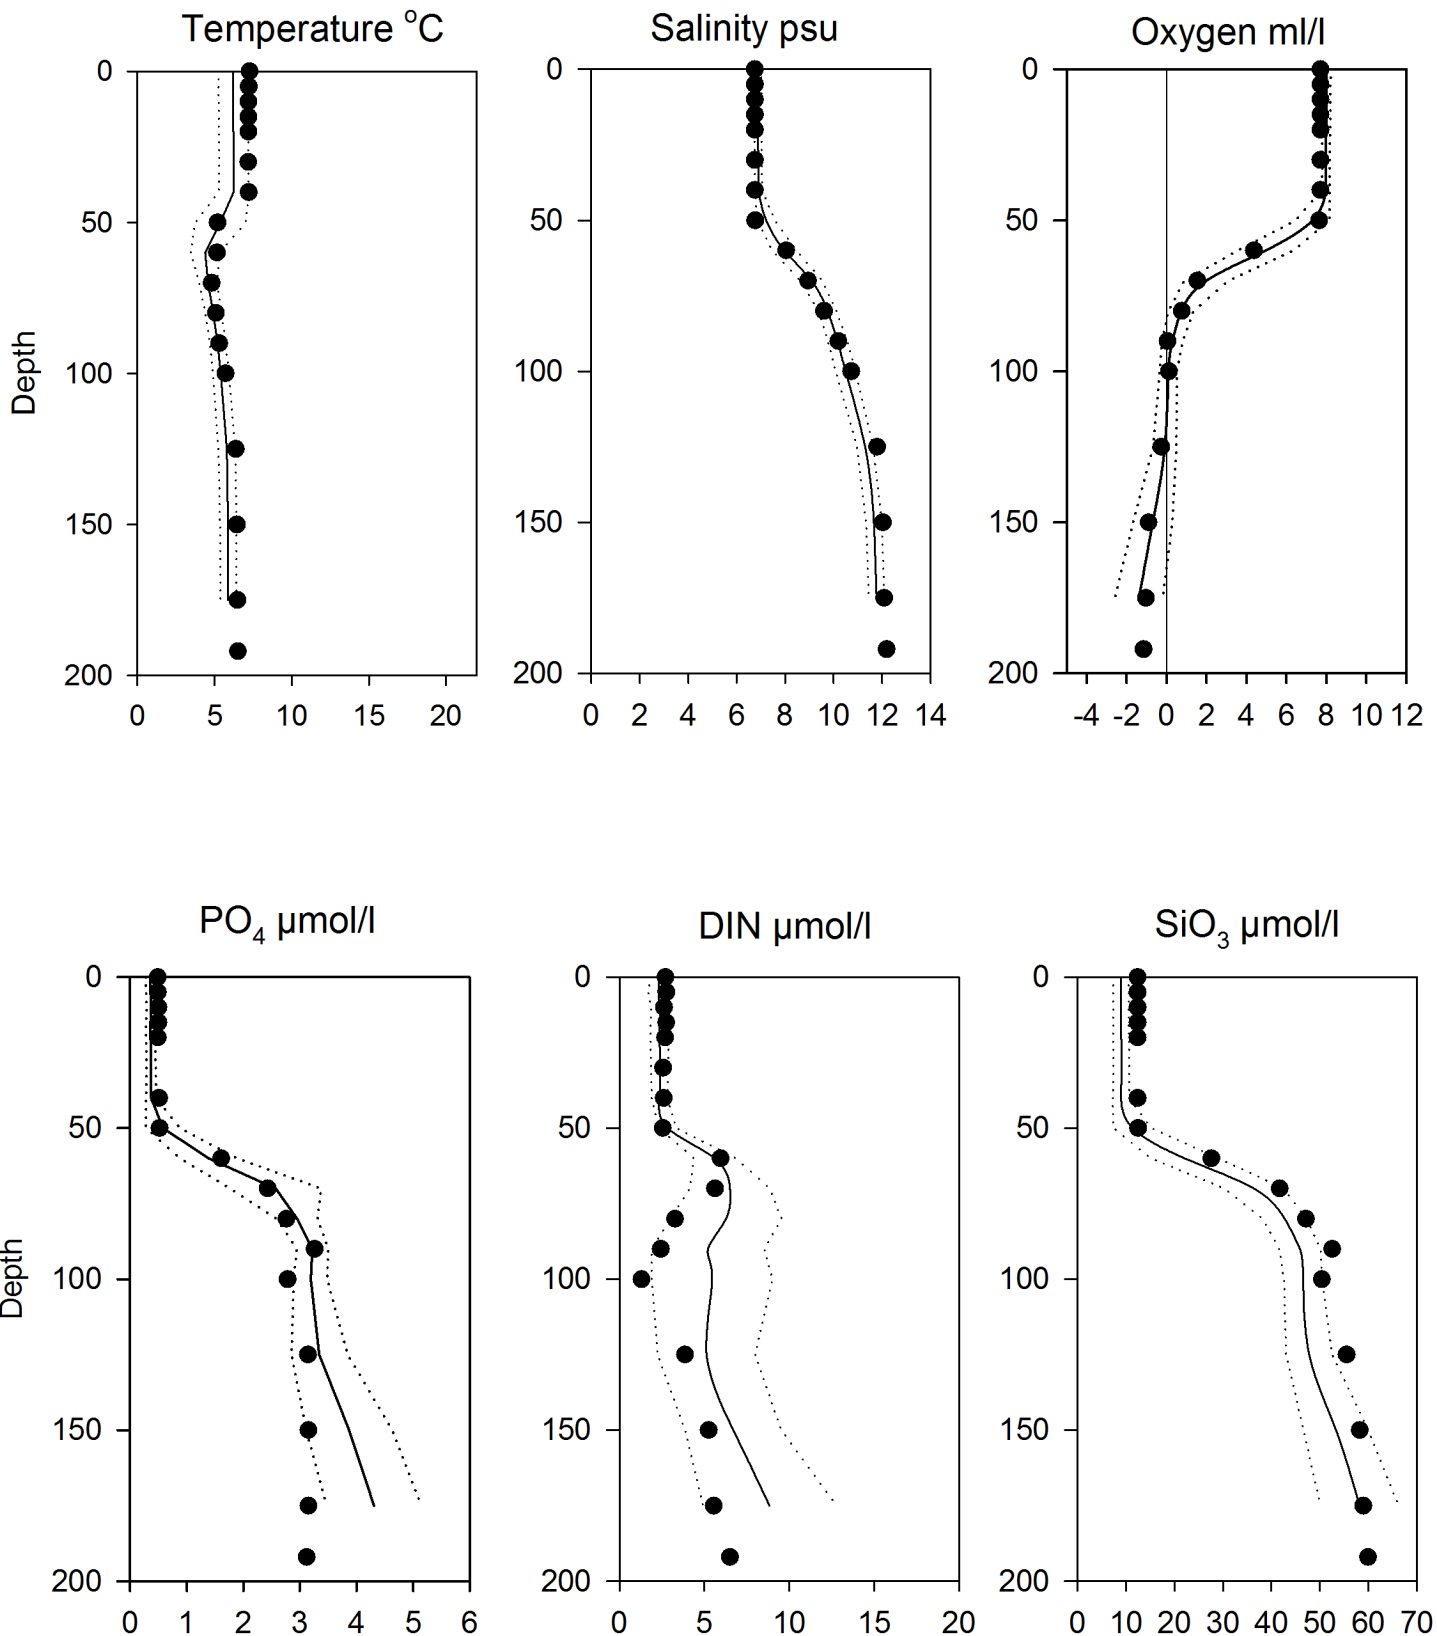 Temperature °C
Salinity psu
Oxygen ml/l
0
50
100
150
200
Depth
0 5 10 15 20
0
50
100
150
200
0 2 4 6 8 10 12 14
0
50
100
150
200
-4 -2 0 2 4 6 8 10 12
PO4 µmol/l
DIN µmol/l
SiO3 µmol/l
0
50
100
150
200
Depth
0 1 2 3 4 5 6
0
50
100
150
200
0 5 10 15 20
0
50
100
150
200
0 10 20 30 40 50 60 70